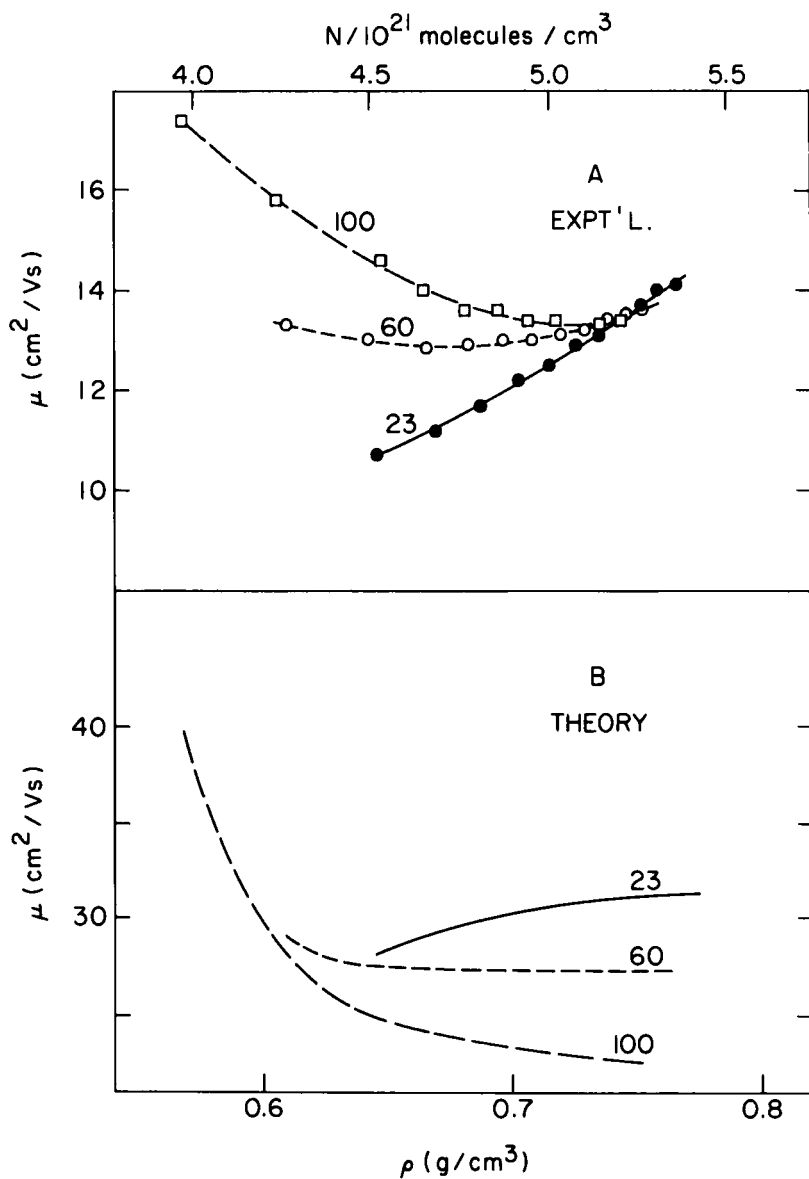 N/10²¹ molecules / cm³
4.0 4.5 5.0 5.5
A
EXPT'L.
16
14
12
10
μ (cm²/Vs)
100
60
23
B
THEORY
40
30
μ (cm²/Vs)
23
60
100
0.6 0.7 0.8
ρ (g/cm³)